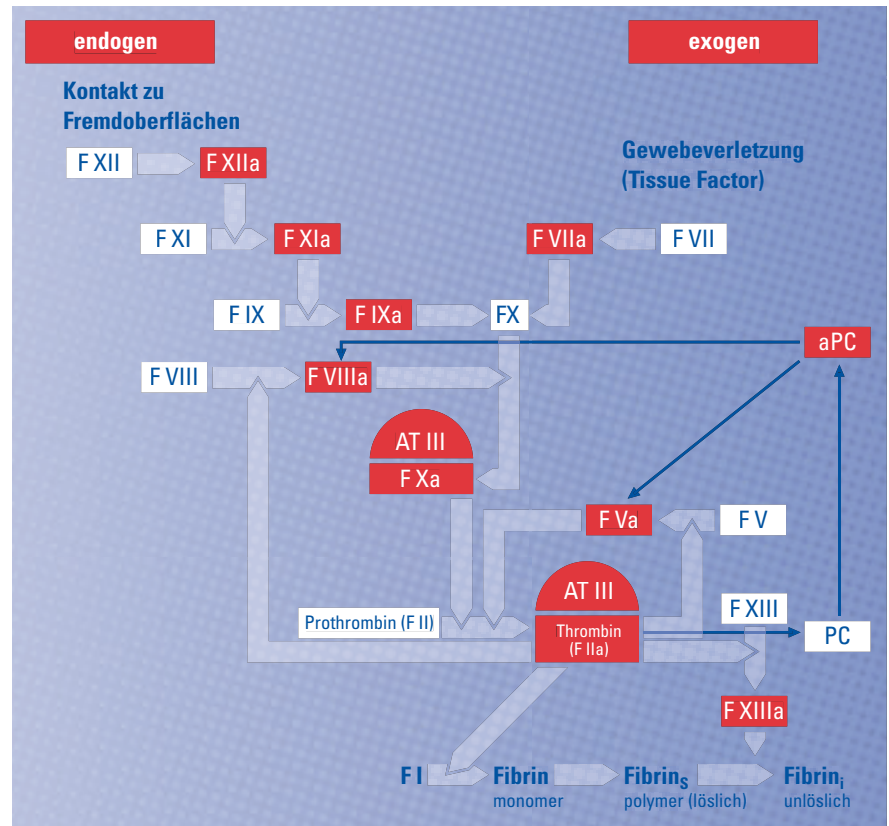 endogen
exogen
Kontakt zu
Fremdoberflächen
Gewebeverletzung
(Tissue Factor)
F XII
F XIIa
F XI
F XIa
F VIIa
F VII
F IX
F IXa
FX
aPC
F VIII
F VIIIa
AT III
F Xa
F Va
F V
AT III
Prothrombin (F II)
Thrombin
(F IIa)
F XIII
PC
F XIIIa
F I
Fibrin
monomer
Fibrins
polymer (löslich)
Fibrini
unlöslich